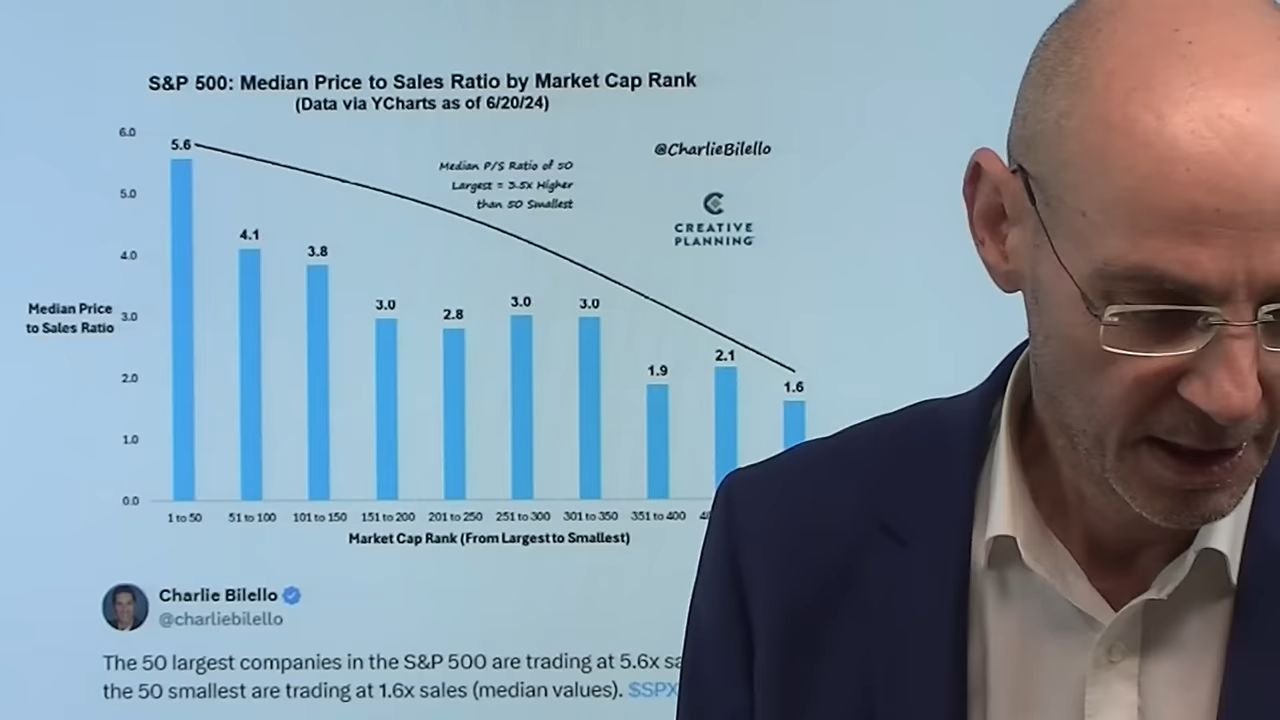 S&P 500: Median Price to Sales Ratio by Market Cap Rank
(Data via YCharts as of 6/20/24)
6.0
5.0
4.0
3.0
2.0
1.0
0.0
Median Price
to Sales Ratio
5.6
4.1
3.8
3.0
2.8
3.0
3.0
1.9
2.1
1.6
Median P/S Ratio of 50
Largest = 3.5x Higher
than 50 Smallest
@CharlieBilello
CREATIVE
PLANNING
1 to 50
51 to 100
101 to 150
151 to 200
201 to 250
251 to 300
301 to 350
351 to 400
Market Cap Rank (From Largest to Smallest)
Charlie Bilello
@charliebilello
The 50 largest companies in the S&P 500 are trading at 5.6x
the 50 smallest are trading at 1.6x sales (median values). $SPX